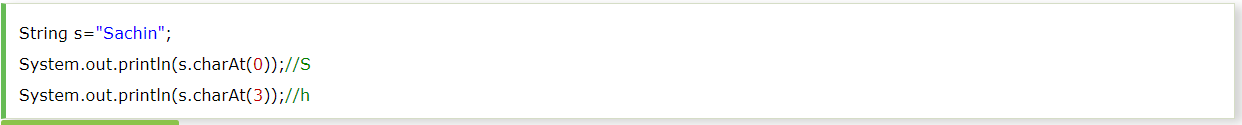 String s="Sachin";
System.out.println(s.charAt(0));//S
System.out.println(s.charAt(3));//h